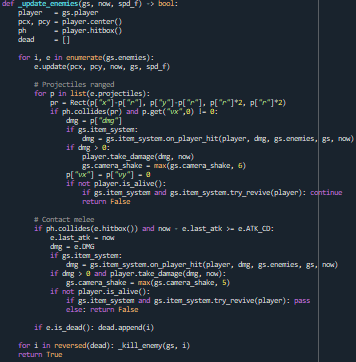 def _update_enemies(gs, now, spd_f) -> bool:
    player   = gs.player
    pcx, pcy = player.center()
    ph       = player.hitbox()
    dead     = []

    for i, e in enumerate(gs.enemies):
        e.update(pcx, pcy, now, gs, spd_f)

        # Projectiles ranged
        for p in list(e.projectiles):
            pr = Rect(p["x"]-p["r"], p["y"]-p["r"], p["r"]*2, p["r"]*2)
            if ph.collides(pr) and p.get("vx",0) != 0:
                dmg = p["dmg"]
                if gs.item_system:
                    dmg = gs.item_system.on_player_hit(player, dmg, gs.enemies, gs, now)
                if dmg > 0:
                    player.take_damage(dmg, now)
                    gs.camera_shake = max(gs.camera_shake, 6)
                p["vx"] = p["vy"] = 0
                if not player.is_alive():
                    if gs.item_system and gs.item_system.try_revive(player): continue
                    return False

        # Contact melee
        if ph.collides(e.hitbox()) and now - e.last_atk >= e.ATK_CD:
            e.last_atk = now
            dmg = e.DMG
            if gs.item_system:
                dmg = gs.item_system.on_player_hit(player, dmg, gs.enemies, gs, now)
            if dmg > 0 and player.take_damage(dmg, now):
                gs.camera_shake = max(gs.camera_shake, 5)
            if not player.is_alive():
                if gs.item_system and gs.item_system.try_revive(player): pass
                else: return False

        if e.is_dead(): dead.append(i)

    for i in reversed(dead): _kill_enemy(gs, i)
    return True